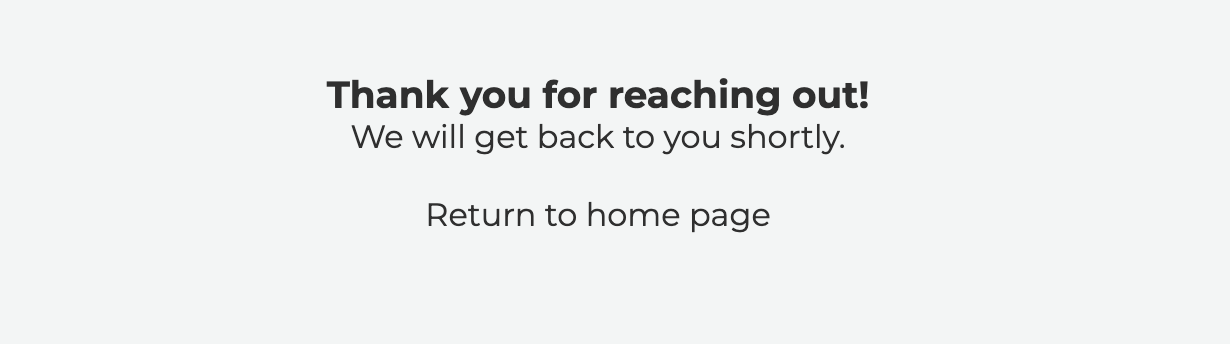 Thank you for reaching out!
We will get back to you shortly.
Return to home page